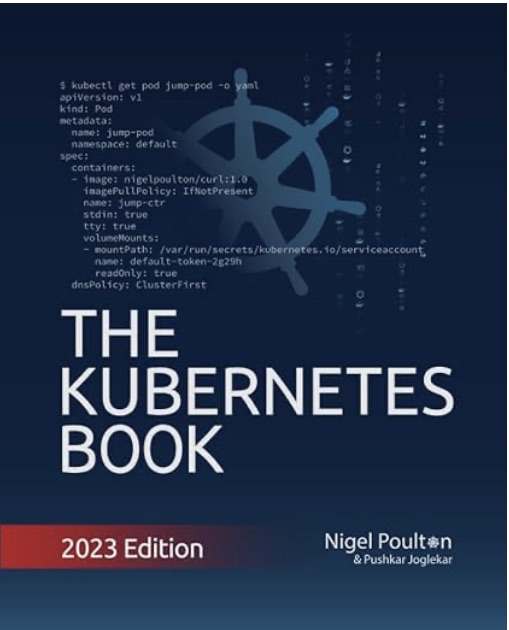 $ kubectl get pod jump-pod -o yaml
apiVersion: v1
kind: Pod
metadata:
  name: jump-pod
  namespace: default
spec:
  containers:
  - image: nigelpoulton/curl:1.0
    imagePullPolicy: IfNotPresent
    name: jump-ctr
    stdin: true
    tty: true
    volumeMounts:
    - mountPath: /var/run/secrets/kubernetes.io/serviceaccount
      name: default-token-2g29h
      readOnly: true
  dnsPolicy: ClusterFirst
THE
KUBERNETES
BOOK
2023 Edition
Nigel Poulton
& Pushkar Joglekar